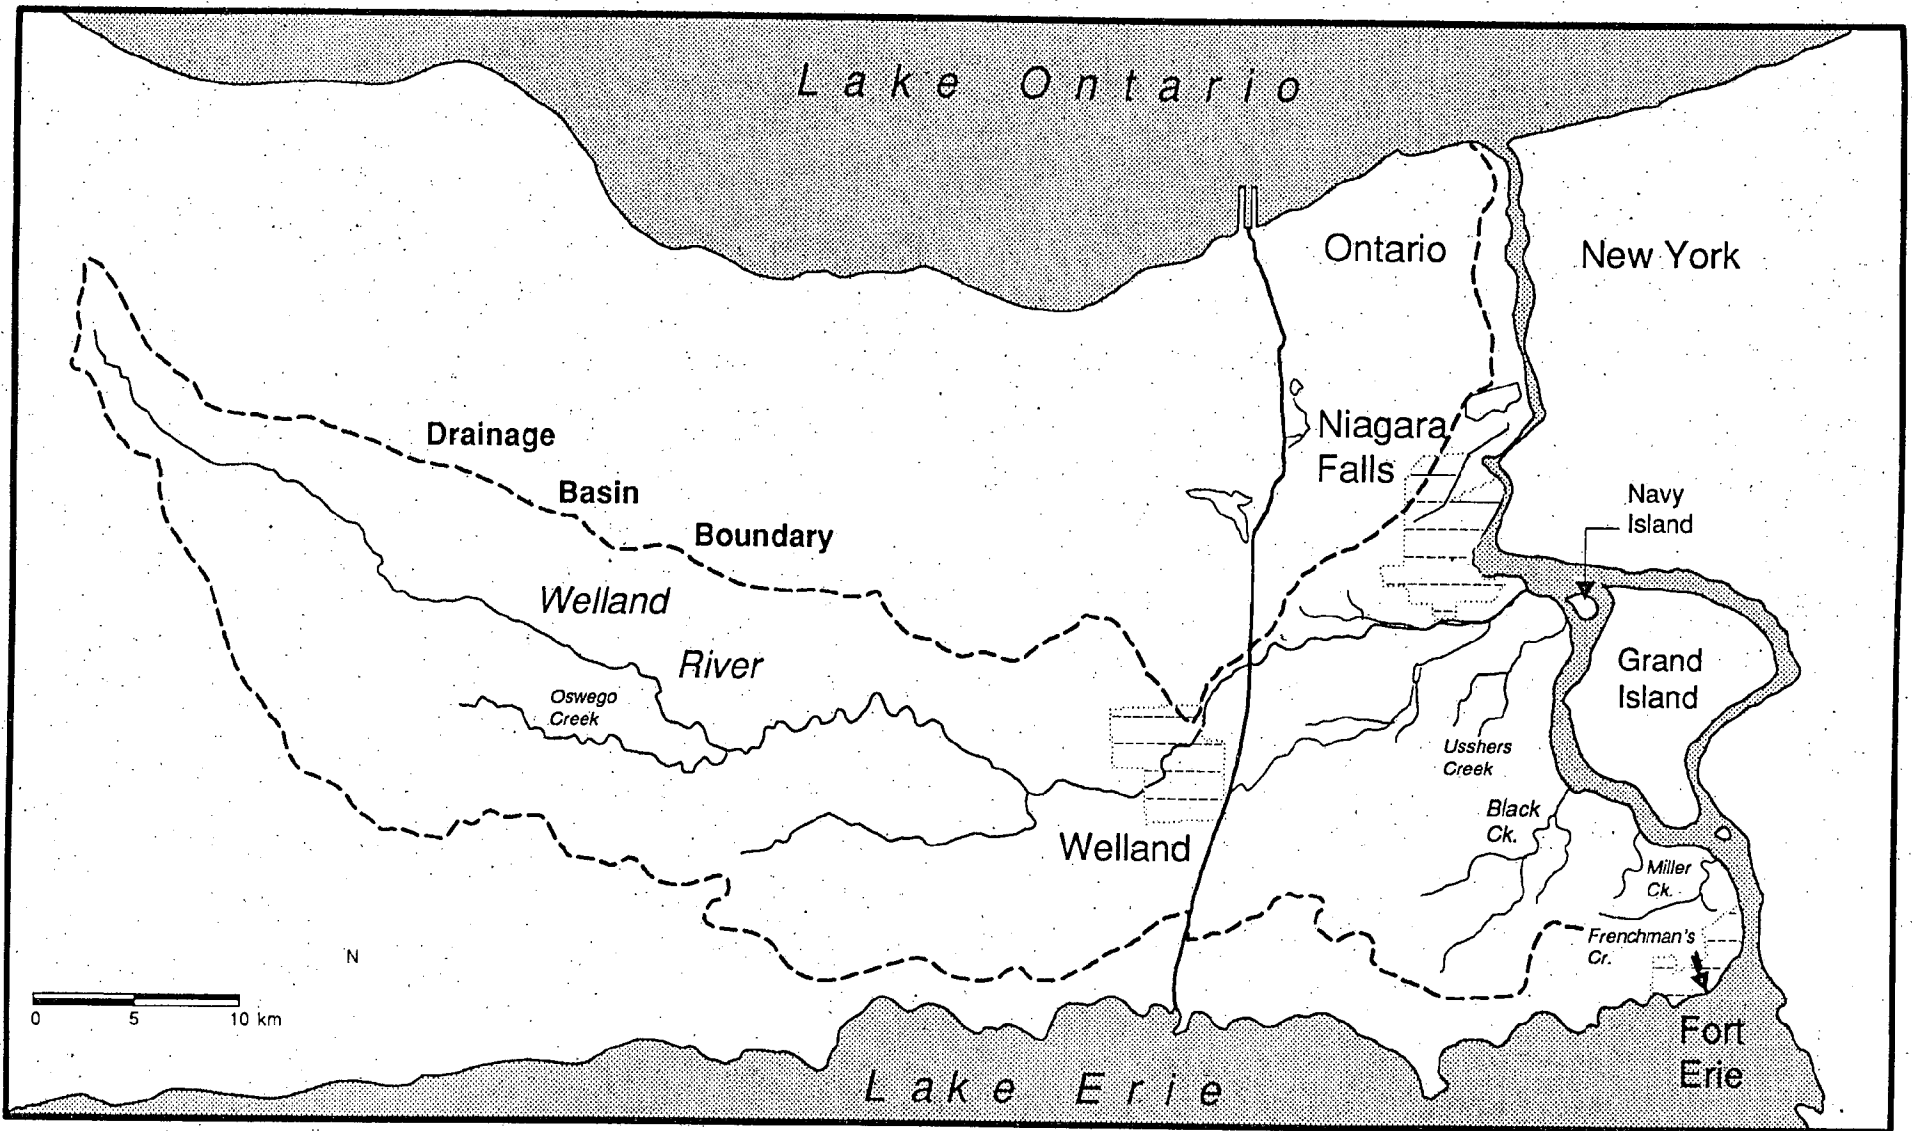 Lake Ontario
Ontario
New York
Niagara
Falls
Drainage
Basin
Boundary
Navy
Island
Welland
River
Grand
Island
Oswego
Creek
Usshers
Creek
Black
Ck.
Welland
Miller
Ck.
Frenchman's
Cr.
N
0 5 10 km
Fort
Erie
Lake Erie